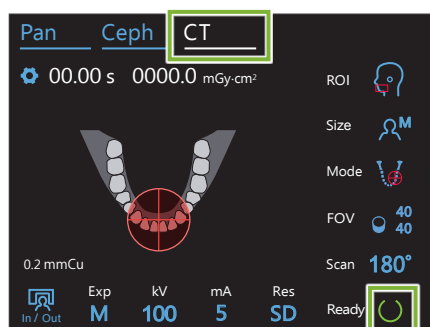 Pan Ceph CT
00.00 s 0000.0 mGy·cm²
ROI
Size M
Mode
FOV 40
40
0.2 mmCu
Scan 180°
Exp kV mA Res
In / Out M 100 5 SD
Ready